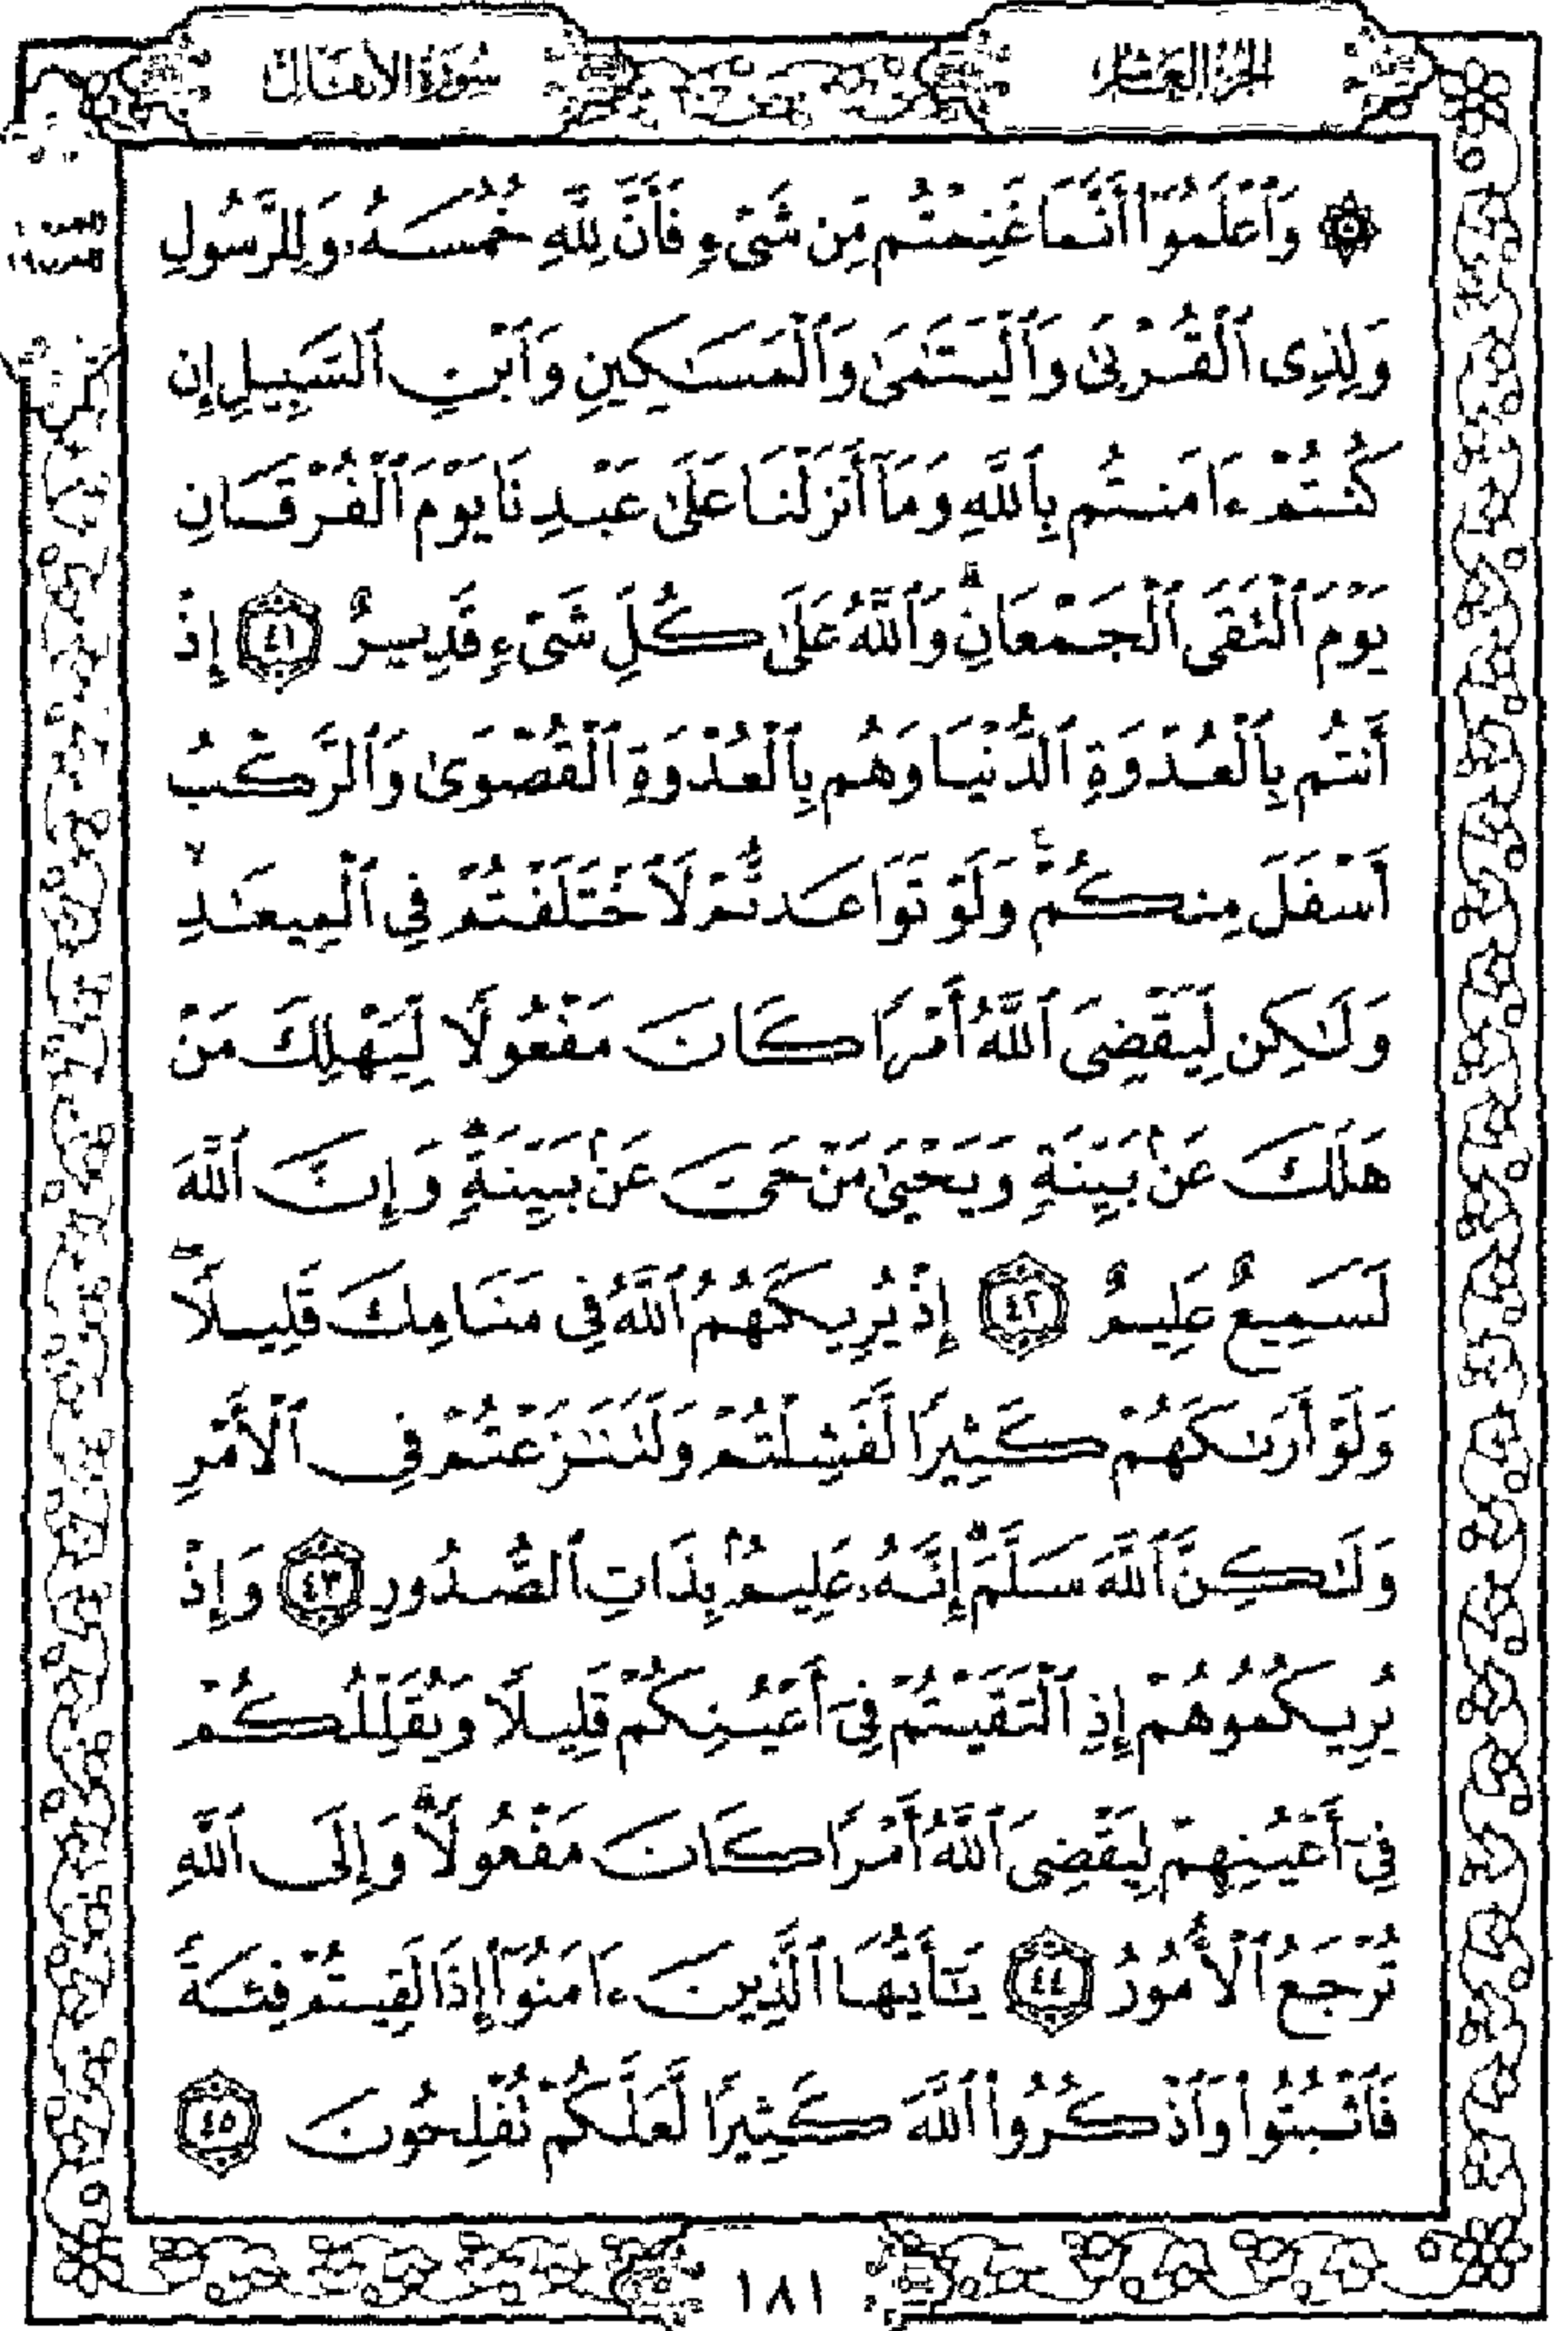 الجزء العاشر
سورة الأنفال
۞ وَٱعْلَمُوٓا۟ أَنَّمَا غَنِمْتُم مِّن شَىْءٍ فَأَنَّ لِلَّهِ خُمُسَهُۥ وَلِلرَّسُولِ
وَلِذِى ٱلْقُرْبَىٰ وَٱلْيَتَـٰمَىٰ وَٱلْمَسَـٰكِينِ وَٱبْنِ ٱلسَّبِيلِ إِن
كُنتُمْ ءَامَنتُم بِٱللَّهِ وَمَآ أَنزَلْنَا عَلَىٰ عَبْدِنَا يَوْمَ ٱلْفُرْقَانِ
يَوْمَ ٱلْتَقَى ٱلْجَمْعَانِ ۗ وَٱللَّهُ عَلَىٰ كُلِّ شَىْءٍ قَدِيرٌ ٤١ إِذْ
أَنتُم بِٱلْعُدْوَةِ ٱلدُّنْيَا وَهُم بِٱلْعُدْوَةِ ٱلْقُصْوَىٰ وَٱلرَّكْبُ
أَسْفَلَ مِنكُمْ ۚ وَلَوْ تَوَاعَدتُّمْ لَٱخْتَلَفْتُمْ فِى ٱلْمِيعَـٰدِ ۙ
وَلَـٰكِن لِّيَقْضِىَ ٱللَّهُ أَمْرًا كَانَ مَفْعُولًا لِّيَهْلِكَ مَنْ
هَلَكَ عَنۢ بَيِّنَةٍ وَيَحْيَىٰ مَنْ حَىَّ عَنۢ بَيِّنَةٍ ۗ وَإِنَّ ٱللَّهَ
لَسَمِيعٌ عَلِيمٌ ٤٢ إِذْ يُرِيكَهُمُ ٱللَّهُ فِى مَنَامِكَ قَلِيلًا ۖ
وَلَوْ أَرَىٰكَهُمْ كَثِيرًا لَّفَشِلْتُمْ وَلَتَنَـٰزَعْتُمْ فِى ٱلْأَمْرِ
وَلَـٰكِنَّ ٱللَّهَ سَلَّمَ ۗ إِنَّهُۥ عَلِيمٌۢ بِذَاتِ ٱلصُّدُورِ ٤٣ وَإِذْ
يُرِيكُمُوهُمْ إِذِ ٱلْتَقَيْتُمْ فِىٓ أَعْيُنِكُمْ قَلِيلًا وَيُقَلِّلُكُمْ
فِىٓ أَعْيُنِهِمْ لِيَقْضِىَ ٱللَّهُ أَمْرًا كَانَ مَفْعُولًا ۗ وَإِلَى ٱللَّهِ
تُرْجَعُ ٱلْأُمُورُ ٤٤ يَـٰٓأَيُّهَا ٱلَّذِينَ ءَامَنُوٓا۟ إِذَا لَقِيتُمْ فِئَةً
فَٱثْبُتُوا۟ وَٱذْكُرُوا۟ ٱللَّهَ كَثِيرًا لَّعَلَّكُمْ تُفْلِحُونَ ٤٥
١٨١